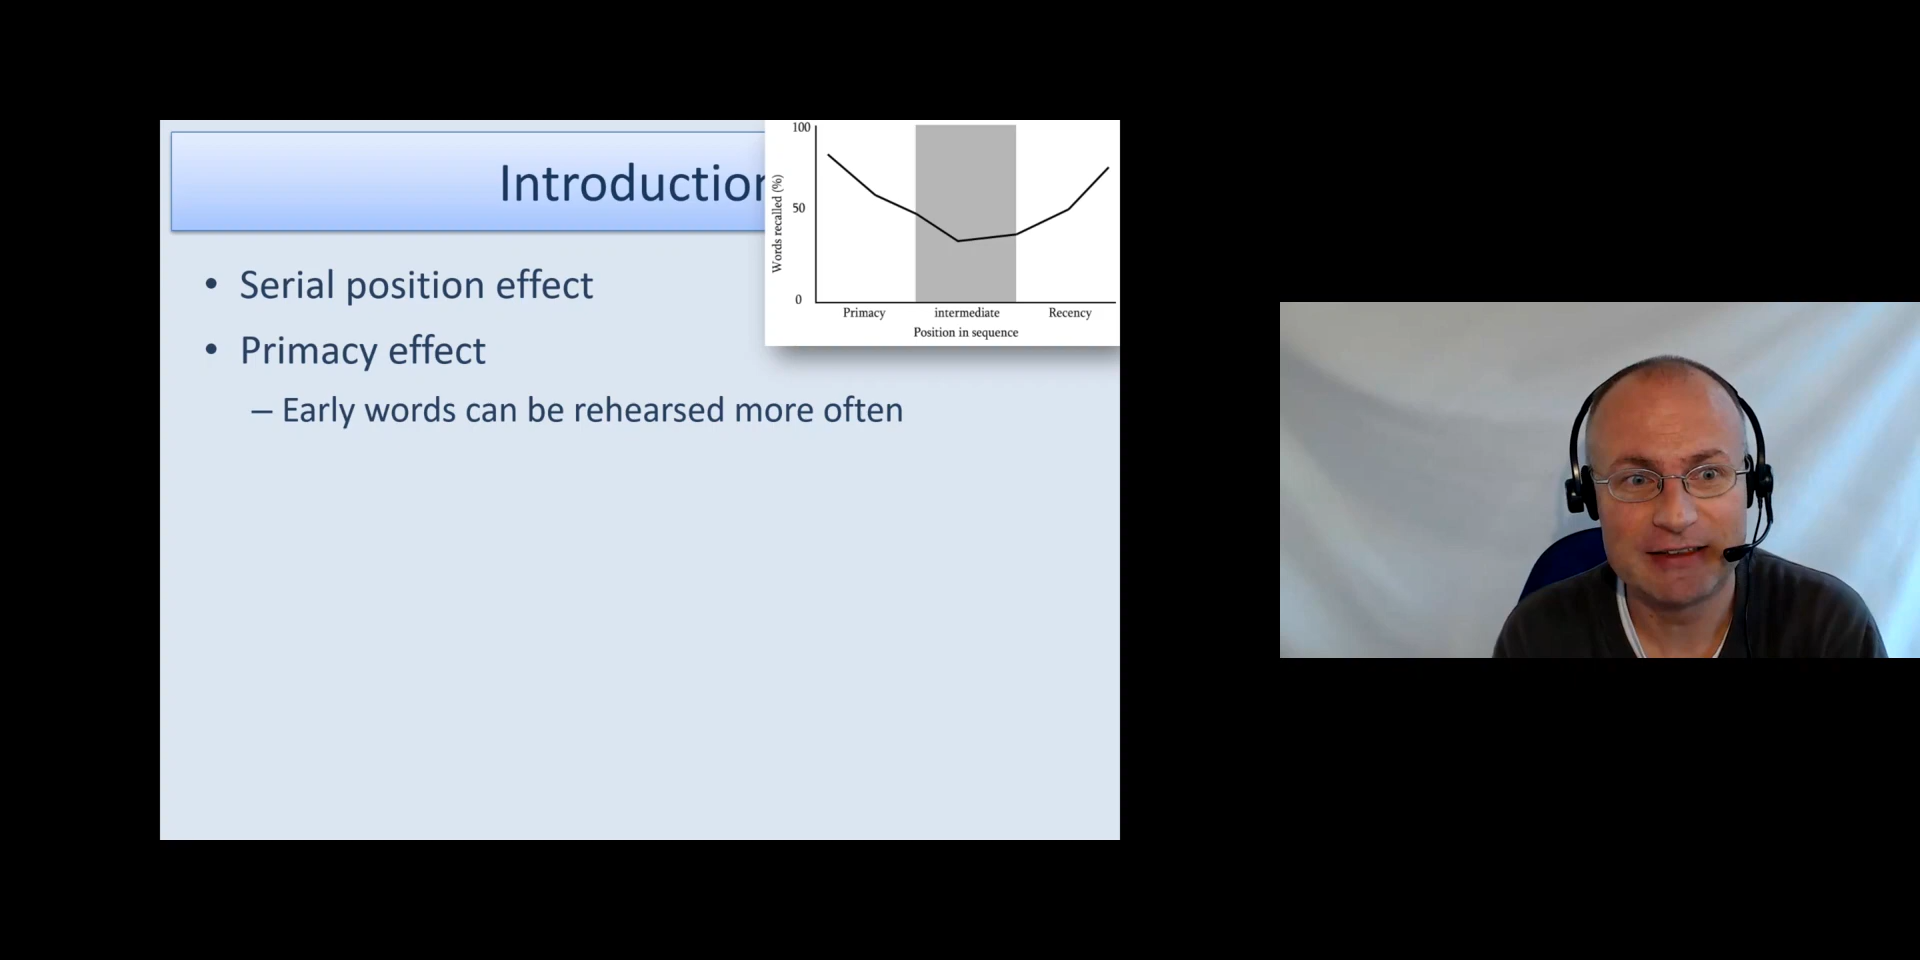 Introduction
• Serial position effect
• Primacy effect
– Early words can be rehearsed more often
100
50
0
Words recalled (%)
Primacy intermediate Recency
Position in sequence